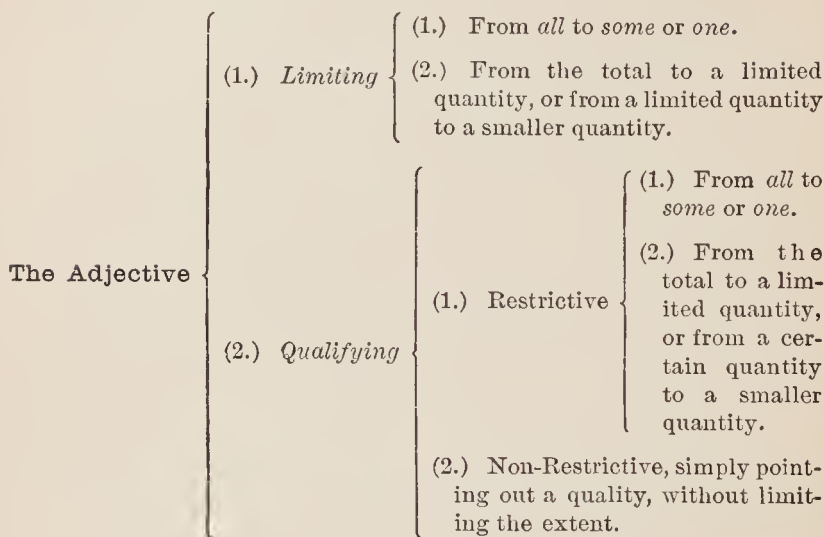 (1.) From all to some or one.
(1.) Limiting
(2.) From the total to a limited
quantity, or from a limited quantity
to a smaller quantity.
The Adjective
(2.) Qualifying
(1.) Restrictive
(1.) From all to
some or one.
(2.) From the
total to a lim-
ited quantity,
or from a cer-
tain quantity
to a smaller
quantity.
(2.) Non-Restrictive, simply point-
ing out a quality, without limit-
ing the extent.